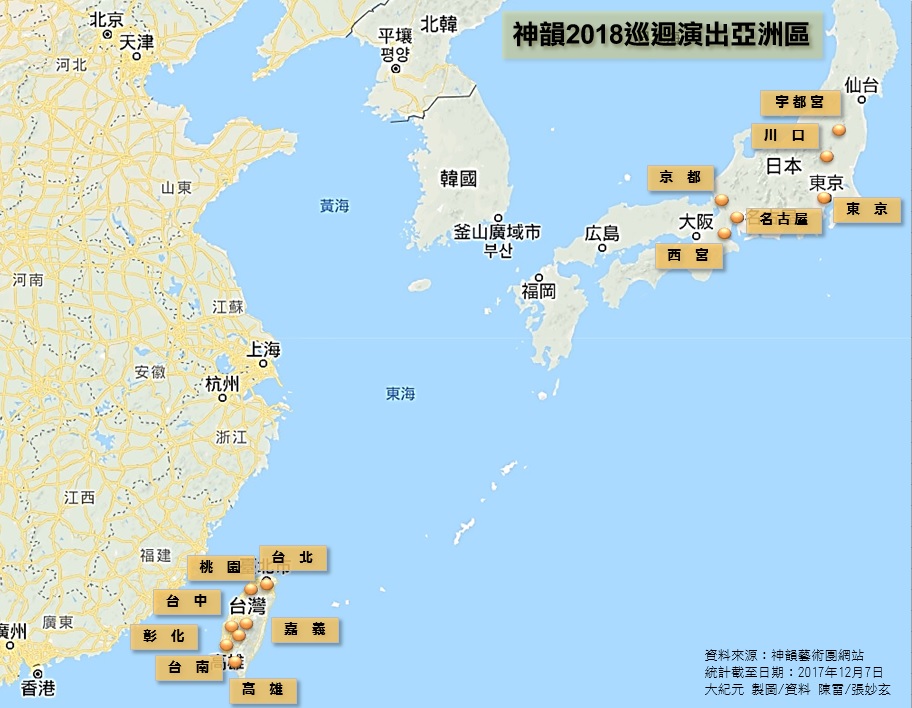 神韻2018巡迴演出亞洲區
北京
天津
河北
平壤
평양
北韓
仙台
宇都宮
川 口
日本
山東
韓國
京 都
東京
東 京
黃海
釜山廣域市
부산
広島
大阪
名古屋
西 宮
河南
福岡
江蘇
上海
安徽
杭州
東海
浙江
江西
福建
桃 園
台 北
台 中
台灣
廣東
廣州
彰 化
嘉 義
台 南
高雄
高 雄
香港
資料來源：神韻藝術團網站
統計截至日期：2017年12月7日
大紀元 製圖/資料 陳雷/張妙玄